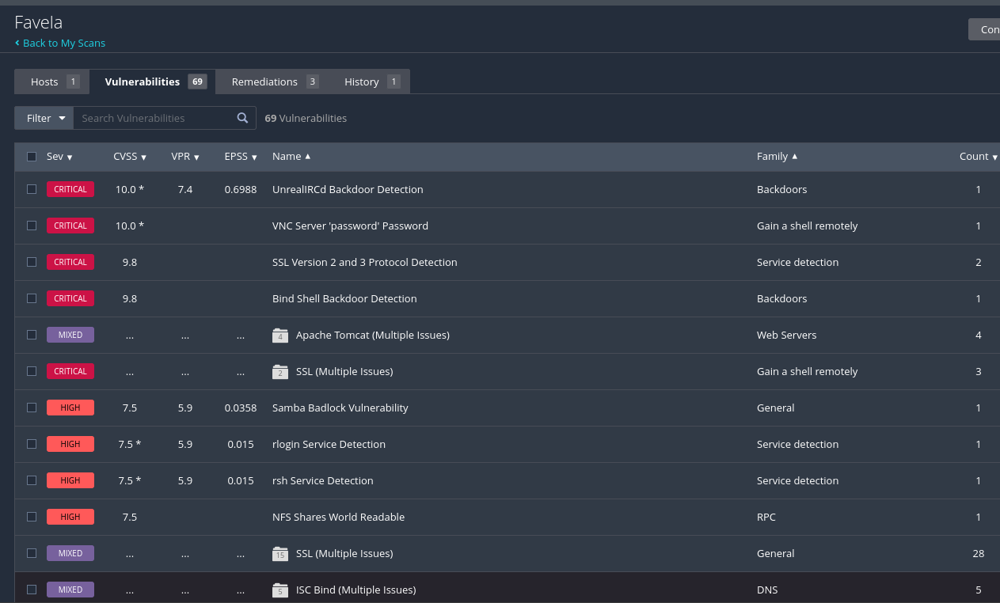 Favela
Back to My Scans
Con
Hosts 1 Vulnerabilities 69 Remediations 3 History 1
Filter Search Vulnerabilities 69 Vulnerabilities
Sev CVSS VPR EPSS Name Family Count
CRITICAL 10.0 * 7.4 0.6988 UnrealIRCd Backdoor Detection Backdoors 1
CRITICAL 10.0 * VNC Server 'password' Password Gain a shell remotely 1
CRITICAL 9.8 SSL Version 2 and 3 Protocol Detection Service detection 2
CRITICAL 9.8 Bind Shell Backdoor Detection Backdoors 1
MIXED ... ... ... 4 Apache Tomcat (Multiple Issues) Web Servers 4
CRITICAL ... ... ... 2 SSL (Multiple Issues) Gain a shell remotely 3
HIGH 7.5 5.9 0.0358 Samba Badlock Vulnerability General 1
HIGH 7.5 * 5.9 0.015 rlogin Service Detection Service detection 1
HIGH 7.5 * 5.9 0.015 rsh Service Detection Service detection 1
HIGH 7.5 NFS Shares World Readable RPC 1
MIXED ... ... ... 15 SSL (Multiple Issues) General 28
MIXED ... ... ... 5 ISC Bind (Multiple Issues) DNS 5